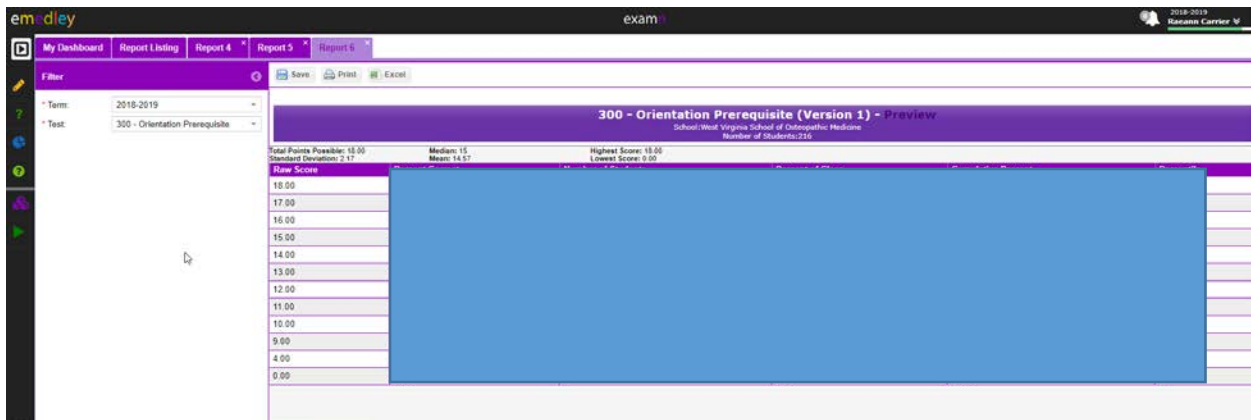 emedley
examn
2018-2019
Raeann Carrier
My Dashboard Report Listing Report 4 × Report 5 × Report 6 ×
Filter
Save Print Excel
* Term: 2018-2019
* Test: 300 - Orientation Prerequisite
300 - Orientation Prerequisite (Version 1) - Preview
School:West Virginia School of Osteopathic Medicine
Number of Students:216
Total Points Possible: 18.00 Median: 15 Highest Score: 18.00
Standard Deviation: 2.17 Mean: 14.57 Lowest Score: 0.00
Raw Score
18.00
17.00
16.00
15.00
14.00
13.00
12.00
11.00
10.00
9.00
4.00
0.00